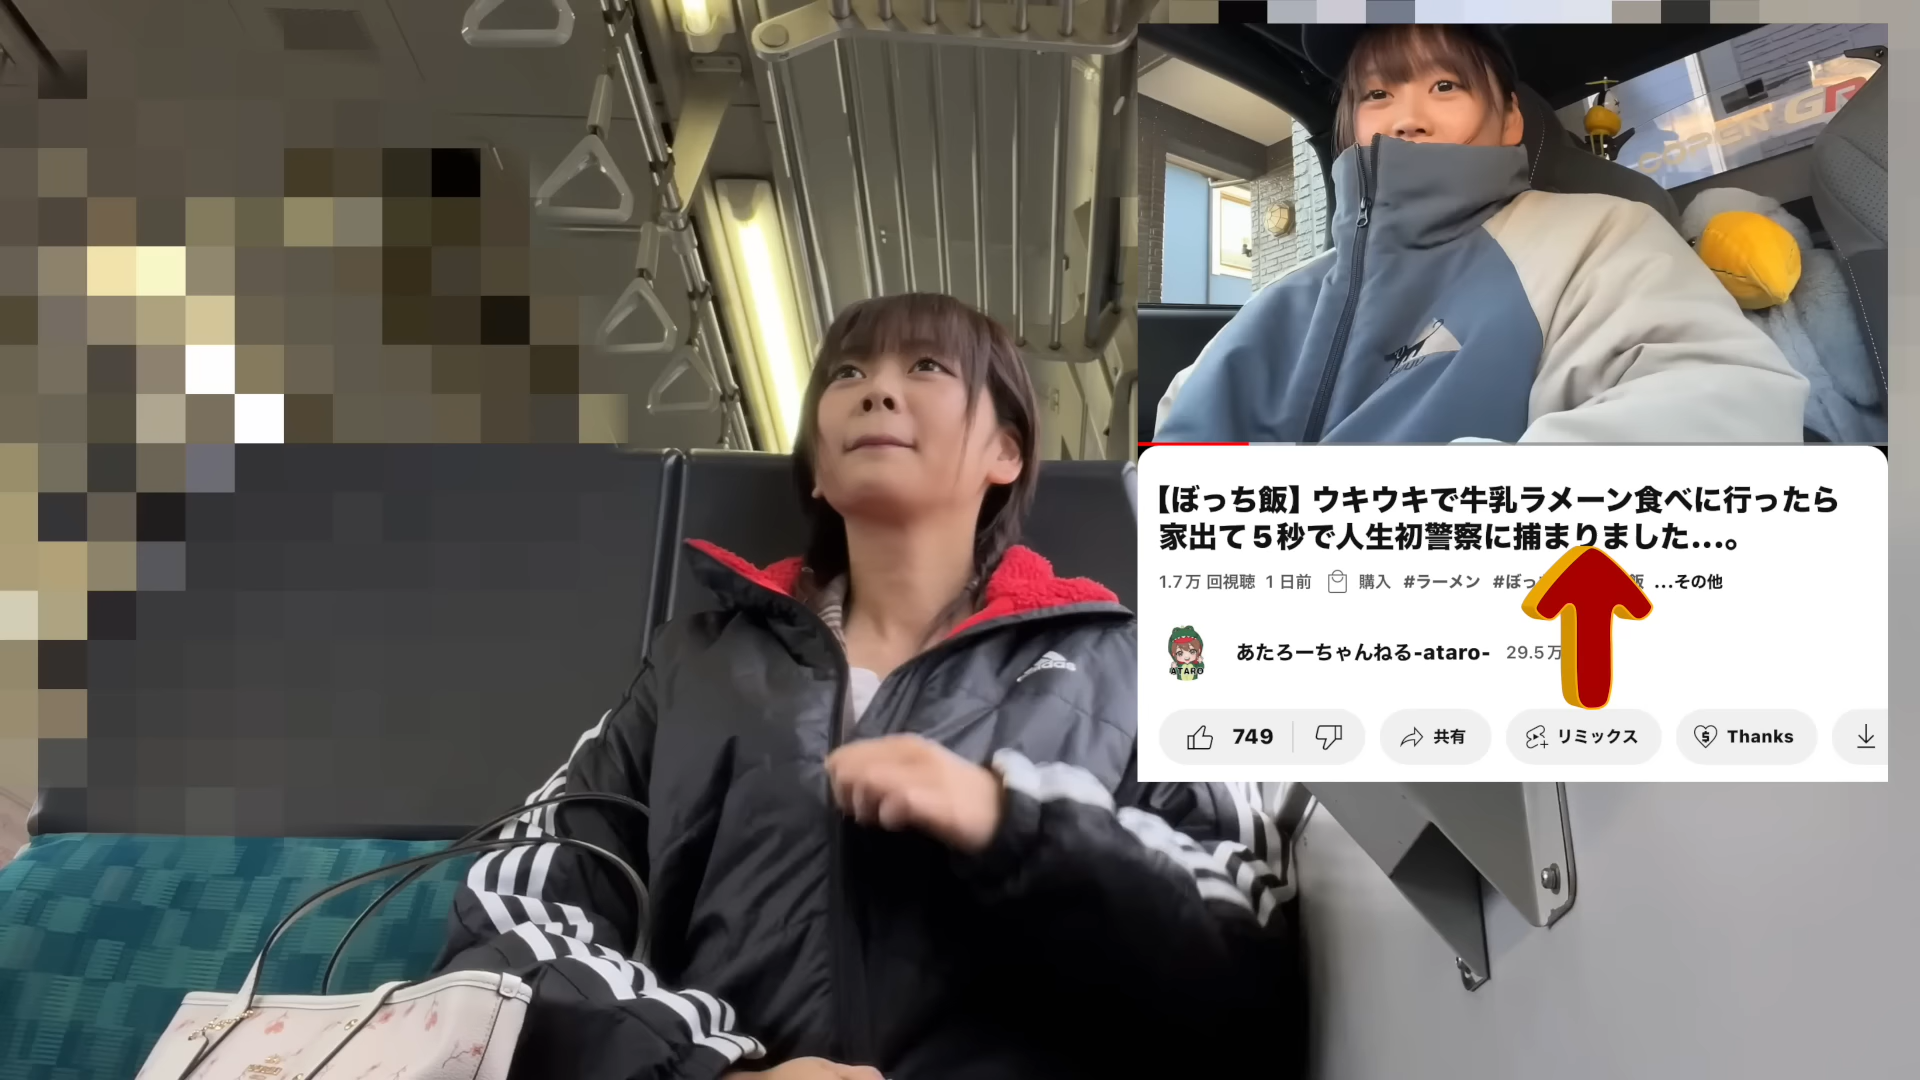 COPEN GR
【ぼっち飯】ウキウキで牛乳ラメーン食べに行ったら
家出て5秒で人生初警察に捕まりました...。
1.7万 回視聴 1日前 購入 #ラーメン #ぼっ 飯 ...その他
ATARO
あたろーちゃんねる-ataro- 29.5万
749 共有 リミックス Thanks
adidas